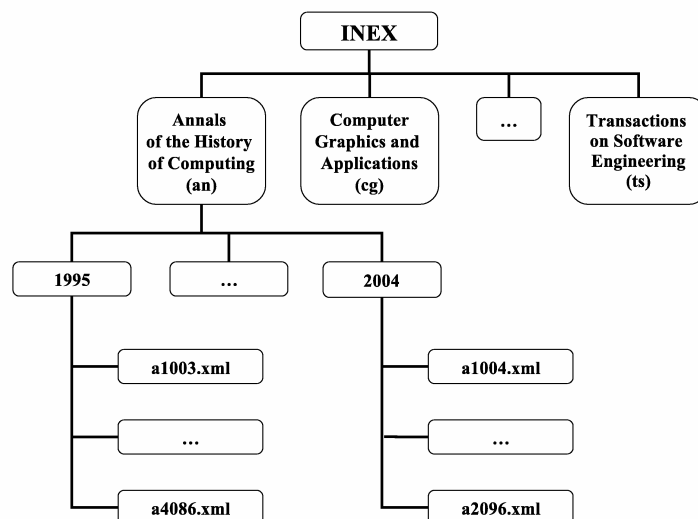 INEX
Annals
of the History
of Computing
(an)
Computer
Graphics and
Applications
(cg)
...
Transactions
on Software
Engineering
(ts)
1995
...
2004
a1003.xml
...
a4086.xml
a1004.xml
...
a2096.xml